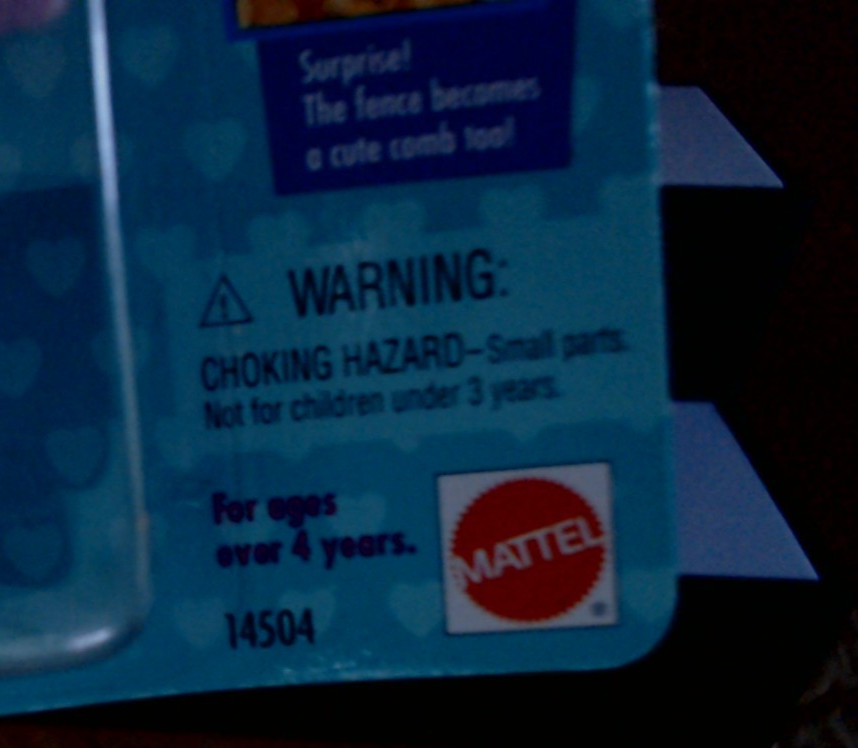 Surprise!
The fence becomes
a cute comb too!
WARNING:
CHOKING HAZARD–Small parts.
Not for children under 3 years.
For ages
over 4 years.
MATTEL
®
14504